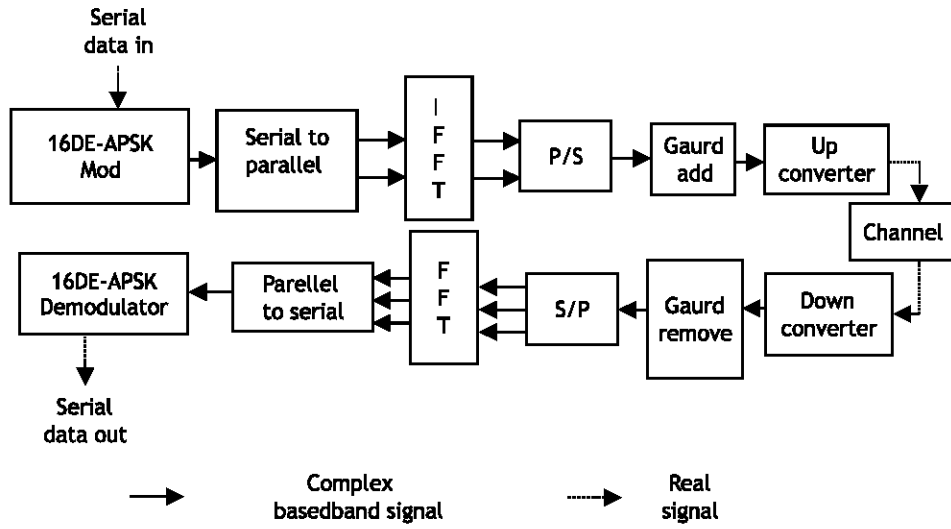 Serial
data in
16DE-APSK
Mod
Serial to
parallel
I
F
F
T
P/S
Gaurd
add
Up
converter
Channel
16DE-APSK
Demodulator
Parellel
to serial
F
F
T
S/P
Gaurd
remove
Down
converter
Serial
data out
Complex
basedband signal
Real
signal